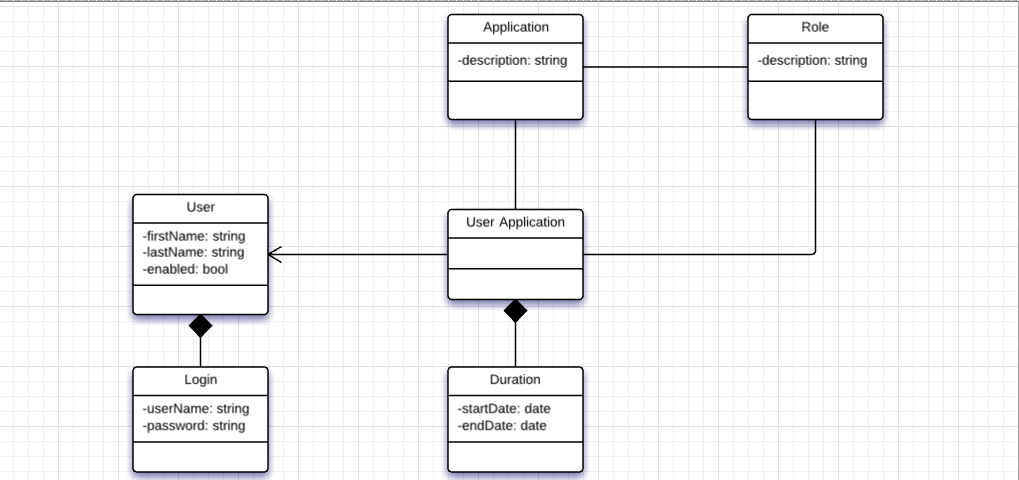 Application
-description: string
Role
-description: string
User
-firstName: string
-lastName: string
-enabled: bool
User Application
Login
-userName: string
-password: string
Duration
-startDate: date
-endDate: date